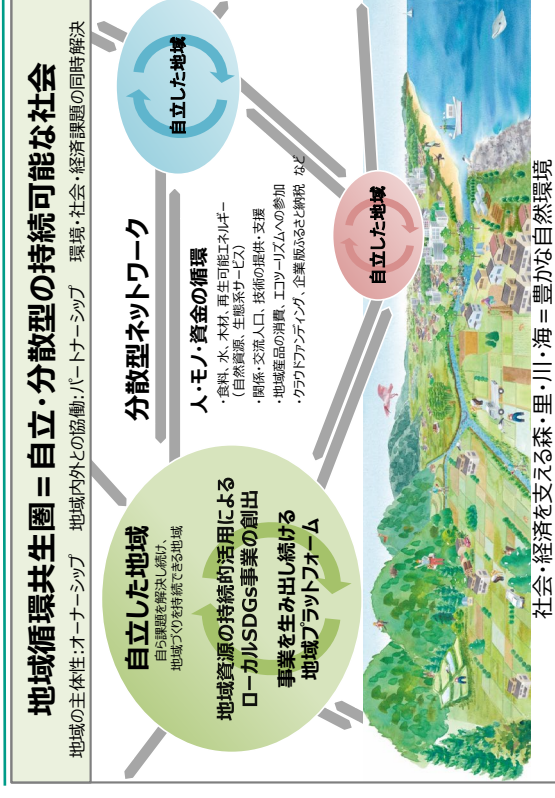 地域循環共生圏＝自立・分散型の持続可能な社会
地域の主体性:オーナーシップ　地域内外との協働:パートナーシップ　環境・社会・経済課題の同時解決
自立した地域
自ら課題を解決し続け、
地域づくりを持続できる地域
地域資源の持続的活用による
ローカルSDGs事業の創出
事業を生み出し続ける
地域プラットフォーム
分散型ネットワーク
人・モノ・資金の循環
・食料、水、木材、再生可能エネルギー
（自然資源、生態系サービス）
・関係・交流人口、技術の提供・支援
・地域産品の消費、エコツーリズムへの参加
・クラウドファンディング、企業版ふるさと納税　など
自立した地域
自立した地域
社会・経済を支える森・里・川・海＝豊かな自然環境